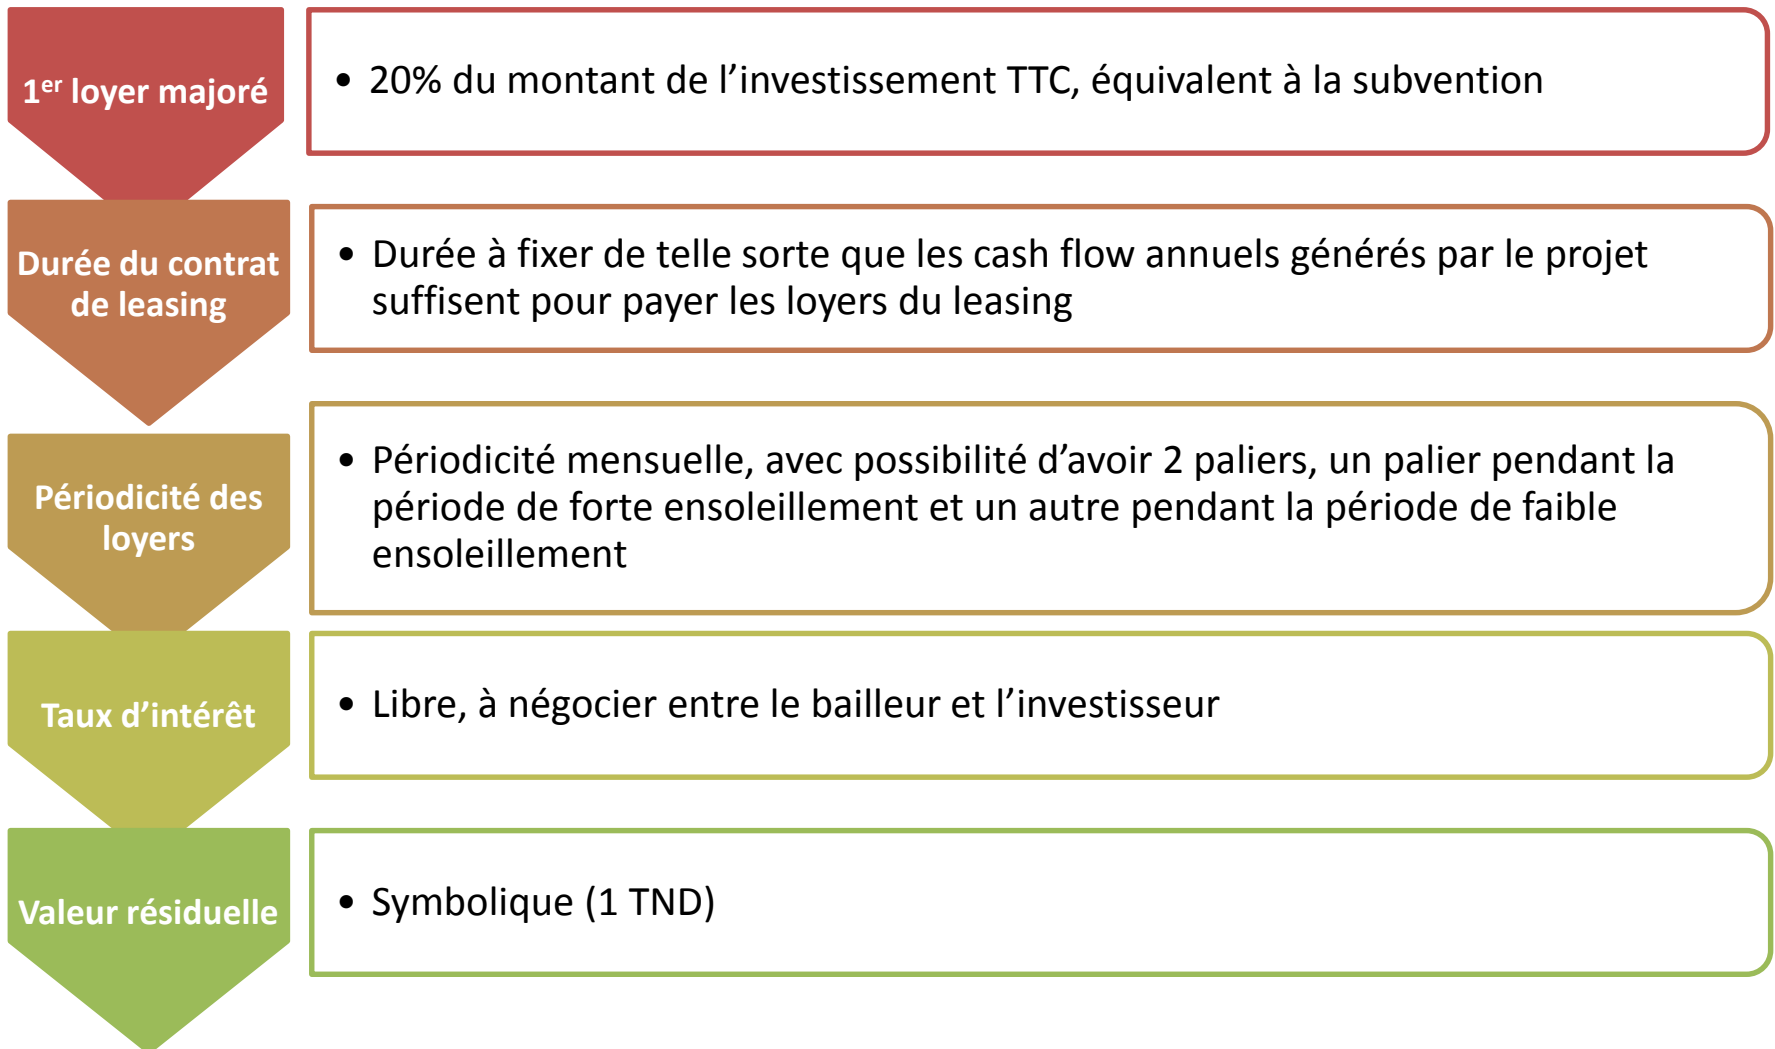 1er loyer majoré
• 20% du montant de l’investissement TTC, équivalent à la subvention
Durée du contrat
de leasing
• Durée à fixer de telle sorte que les cash flow annuels générés par le projet
suffisent pour payer les loyers du leasing
Périodicité des
loyers
• Périodicité mensuelle, avec possibilité d’avoir 2 paliers, un palier pendant la
période de forte ensoleillement et un autre pendant la période de faible
ensoleillement
Taux d’intérêt
• Libre, à négocier entre le bailleur et l’investisseur
Valeur résiduelle
• Symbolique (1 TND)